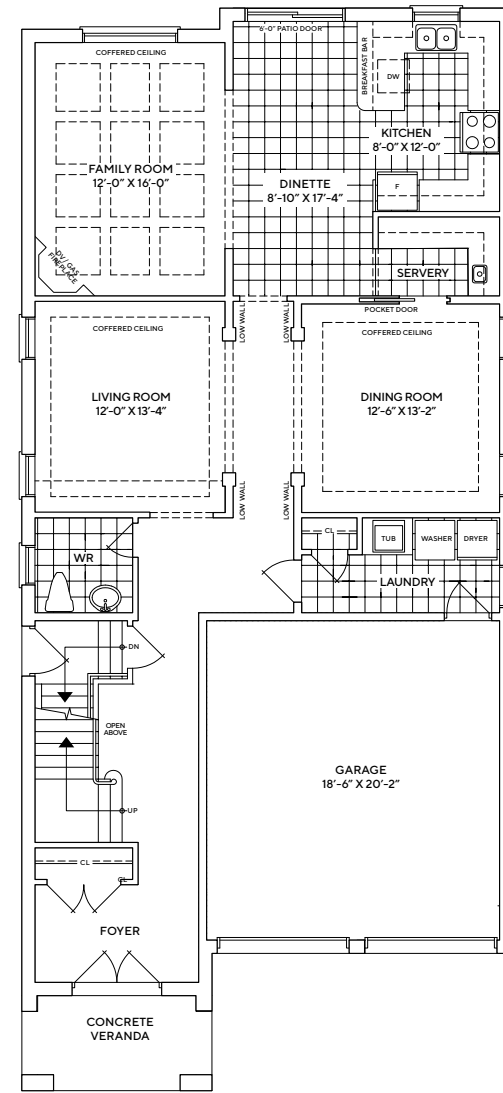 6'-0" PATIO DOOR
COFFERED CEILING
BREAKFAST BAR
DW
KITCHEN
8'-0" X 12'-0"
FAMILY ROOM
12'-0" X 16'-0"
DINETTE
8'-10" X 17'-4"
F
DV/ GAS
FIREPLACE
SERVERY
POCKET DOOR
LOW WALL
LOW WALL
COFFERED CEILING
COFFERED CEILING
LIVING ROOM
12'-0" X 13'-4"
DINING ROOM
12'-6" X 13'-2"
LOW WALL
LOW WALL
CL
TUB
WASHER
DRYER
WR
LAUNDRY
DN
OPEN
ABOVE
GARAGE
18'-6" X 20'-2"
UP
CL
CL
FOYER
CONCRETE
VERANDA